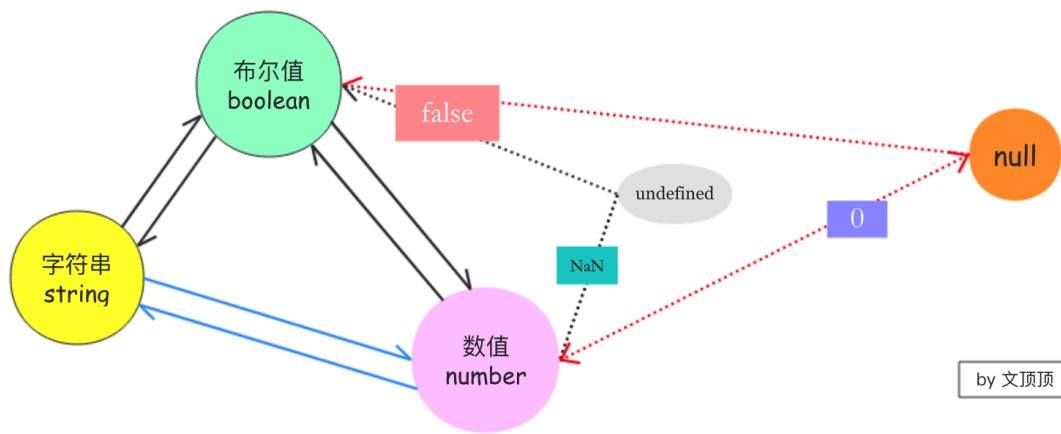 布尔值
boolean
false
null
undefined
0
字符串
string
NaN
数值
number
by 文顶顶